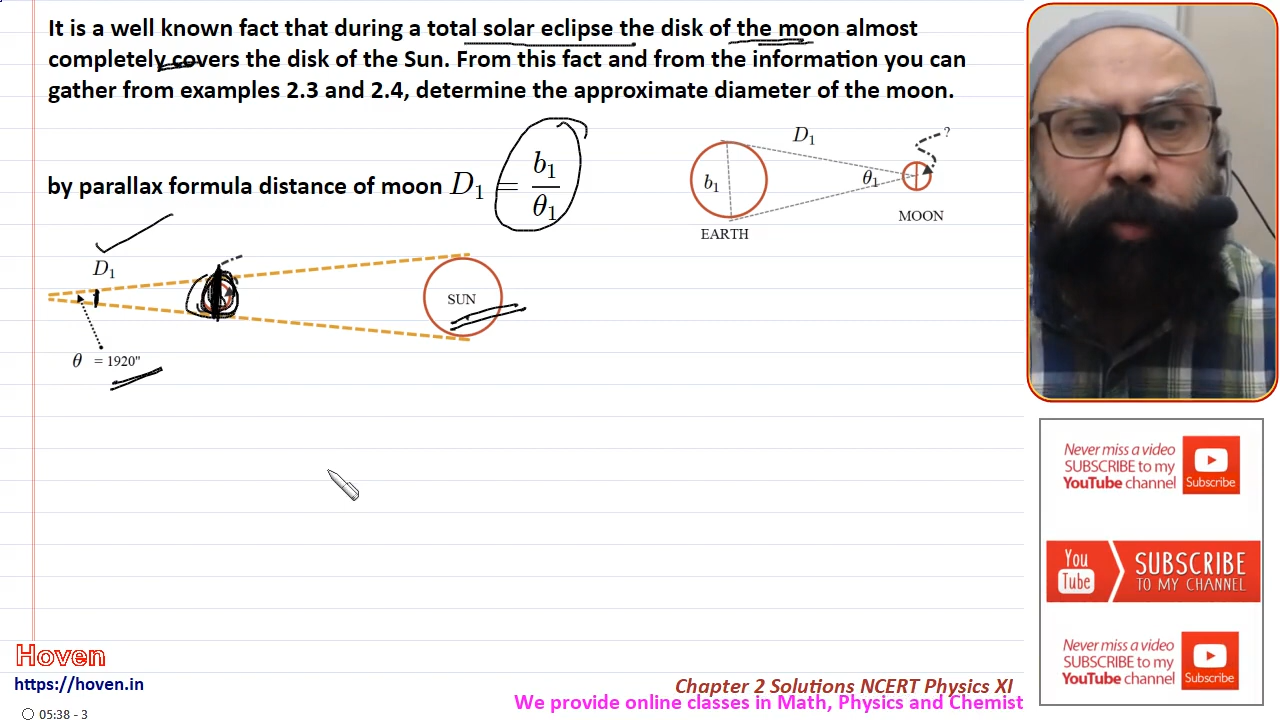 It is a well known fact that during a total solar eclipse the disk of the moon almost
completely covers the disk of the Sun. From this fact and from the information you can
gather from examples 2.3 and 2.4, determine the approximate diameter of the moon.
by parallax formula distance of moon D₁ = b₁/θ₁
D₁
?
b₁
θ₁
MOON
EARTH
D₁
SUN
θ = 1920"
Never miss a video
SUBSCRIBE to my
YouTube channel
Subscribe
You
Tube
SUBSCRIBE
TO MY CHANNEL
Never miss a video
SUBSCRIBE to my
YouTube channel
Subscribe
Hoven
https://hoven.in
Chapter 2 Solutions NCERT Physics XI
We provide online classes in Math, Physics and Chemist
05:38 - 3